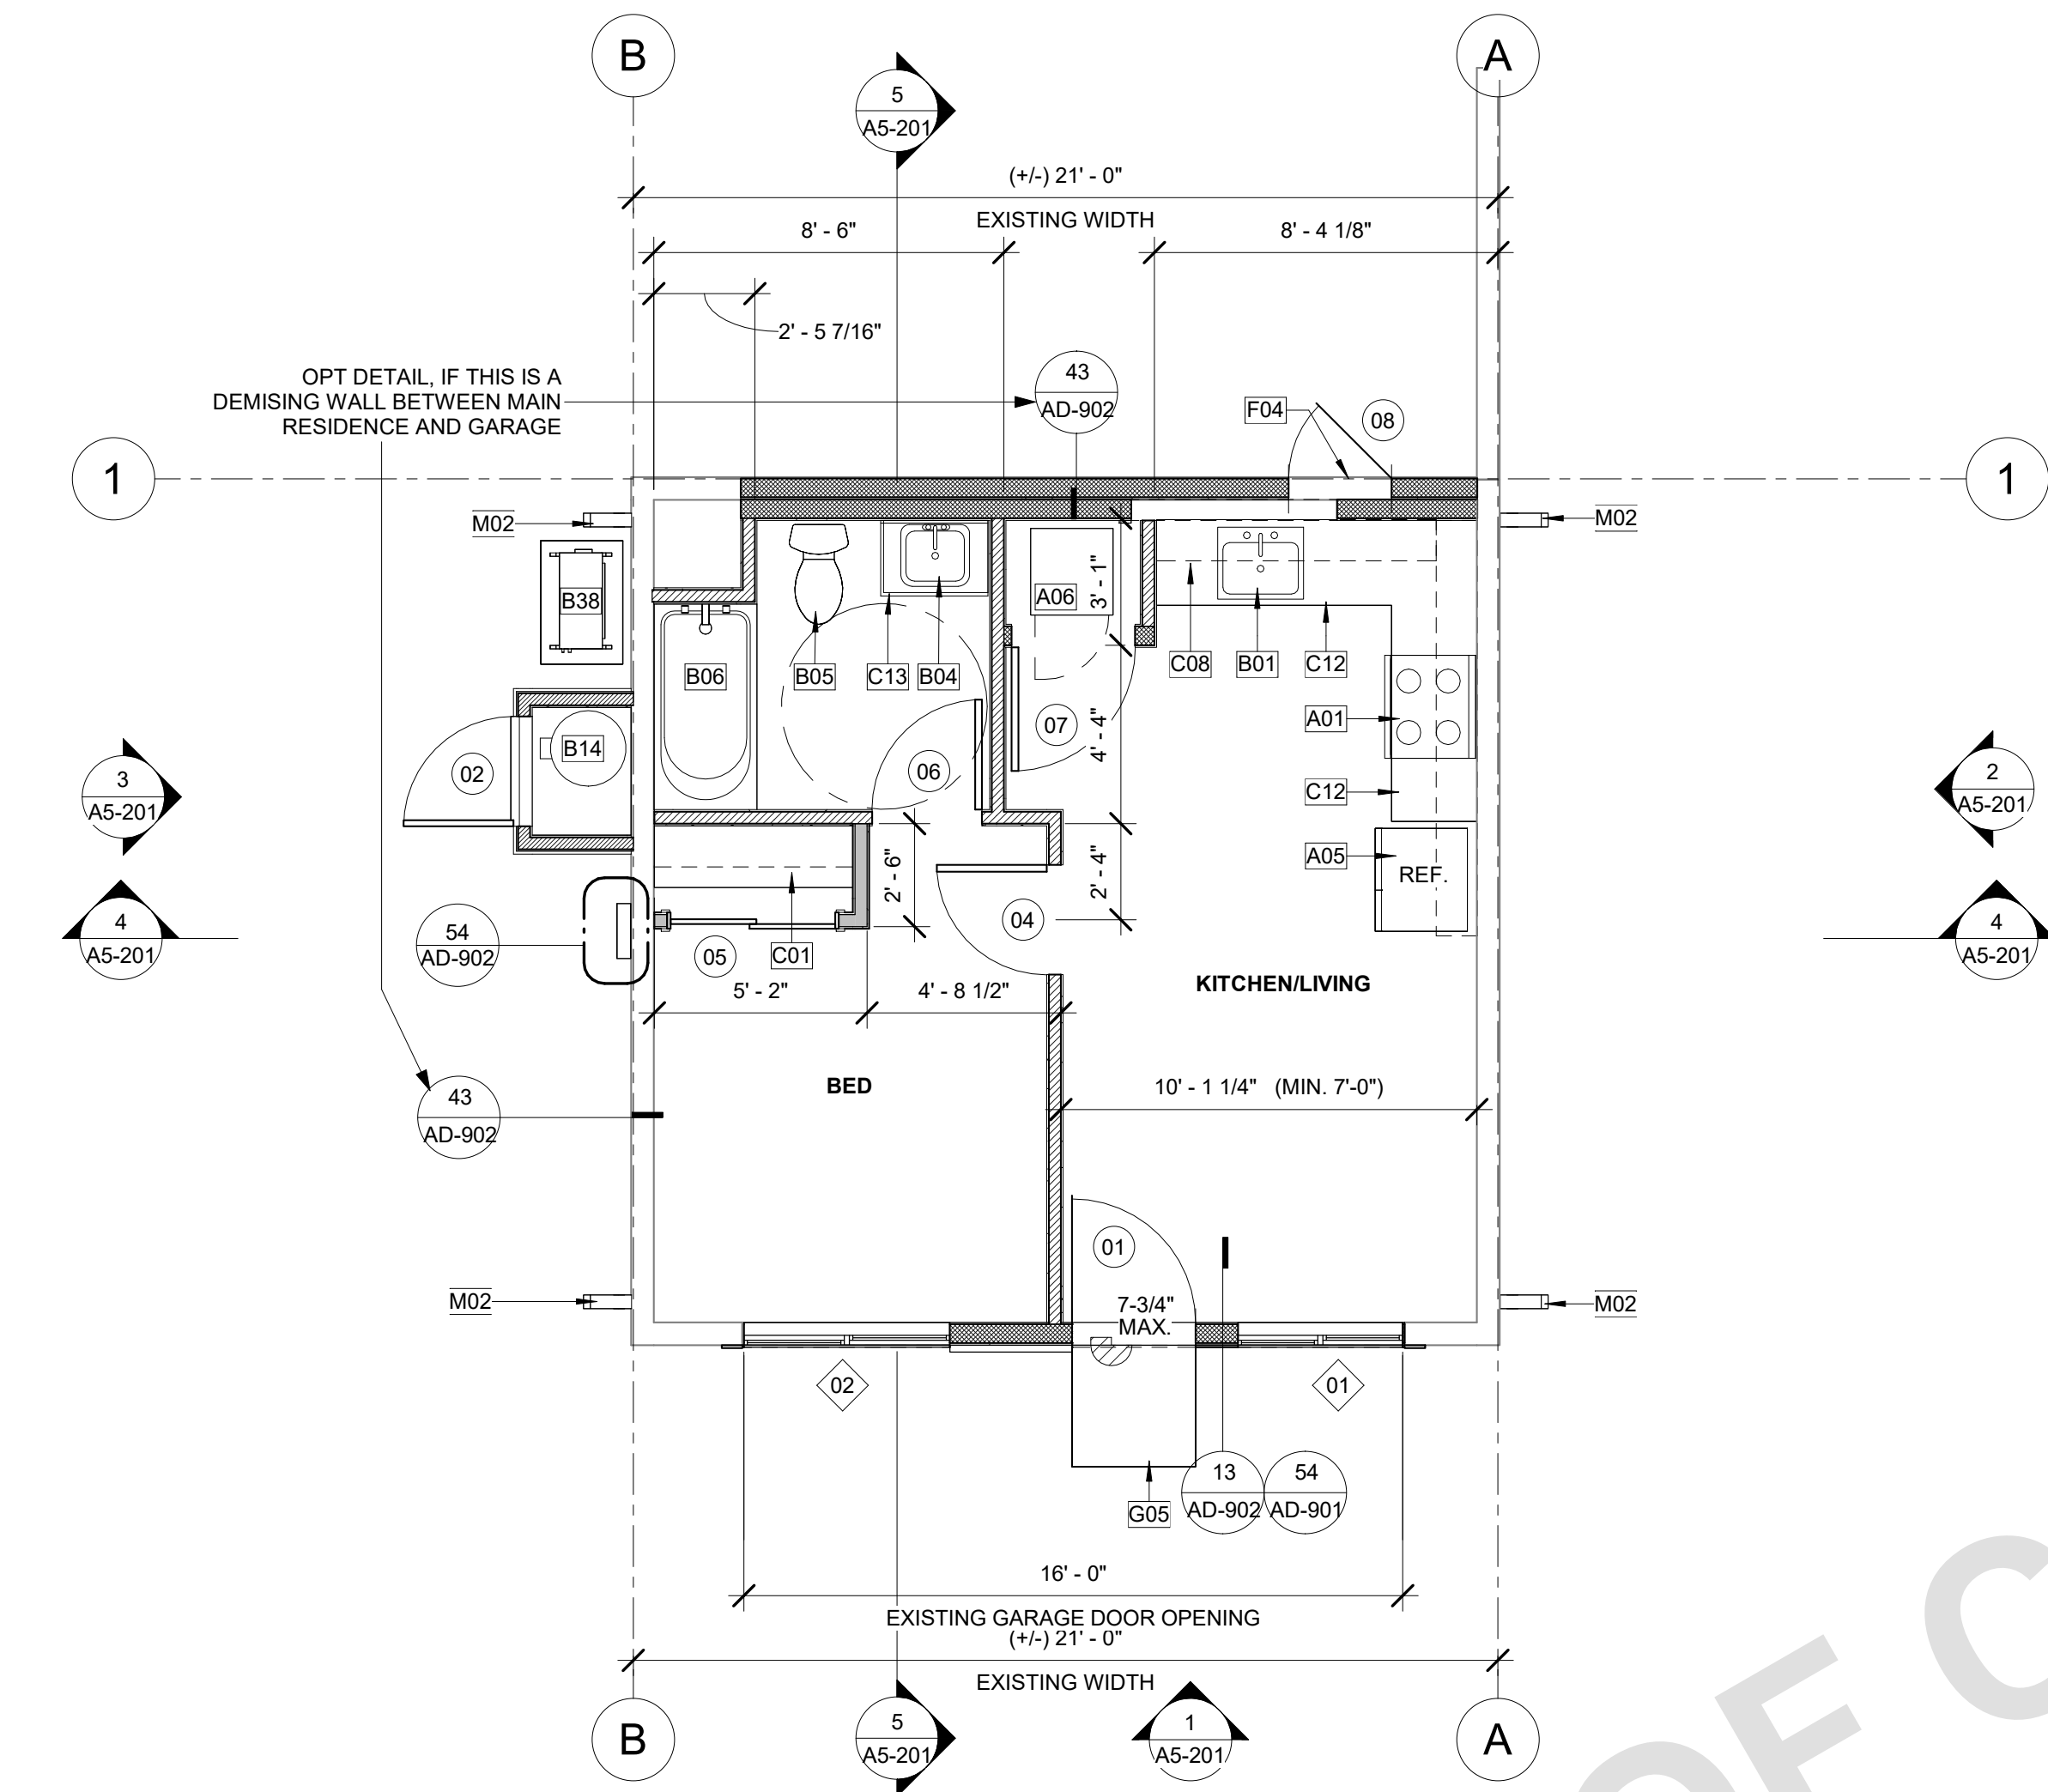 B
A
5
A5-201
(+/-) 21' - 0"
EXISTING WIDTH
8' - 6"
8' - 4 1/8"
2' - 5 7/16"
OPT DETAIL, IF THIS IS A
DEMISING WALL BETWEEN MAIN
RESIDENCE AND GARAGE
43
AD-902
F04
08
1
1
M02
M02
B38
A06
3' - 1"
B06
B05
C13
B04
C08
B01
C12
07
A01
4' - 4"
B14
02
06
3
A5-201
2
A5-201
C12
2' - 6"
2' - 4"
A05
REF.
4
A5-201
54
AD-902
04
4
A5-201
05
C01
5' - 2"
4' - 8 1/2"
KITCHEN/LIVING
BED
10' - 1 1/4" (MIN. 7'-0")
43
AD-902
01
M02
7-3/4"
MAX.
M02
02
01
13
AD-902
54
AD-901
G05
16' - 0"
EXISTING GARAGE DOOR OPENING
(+/-) 21' - 0"
EXISTING WIDTH
B
5
A5-201
1
A5-201
A
OF C